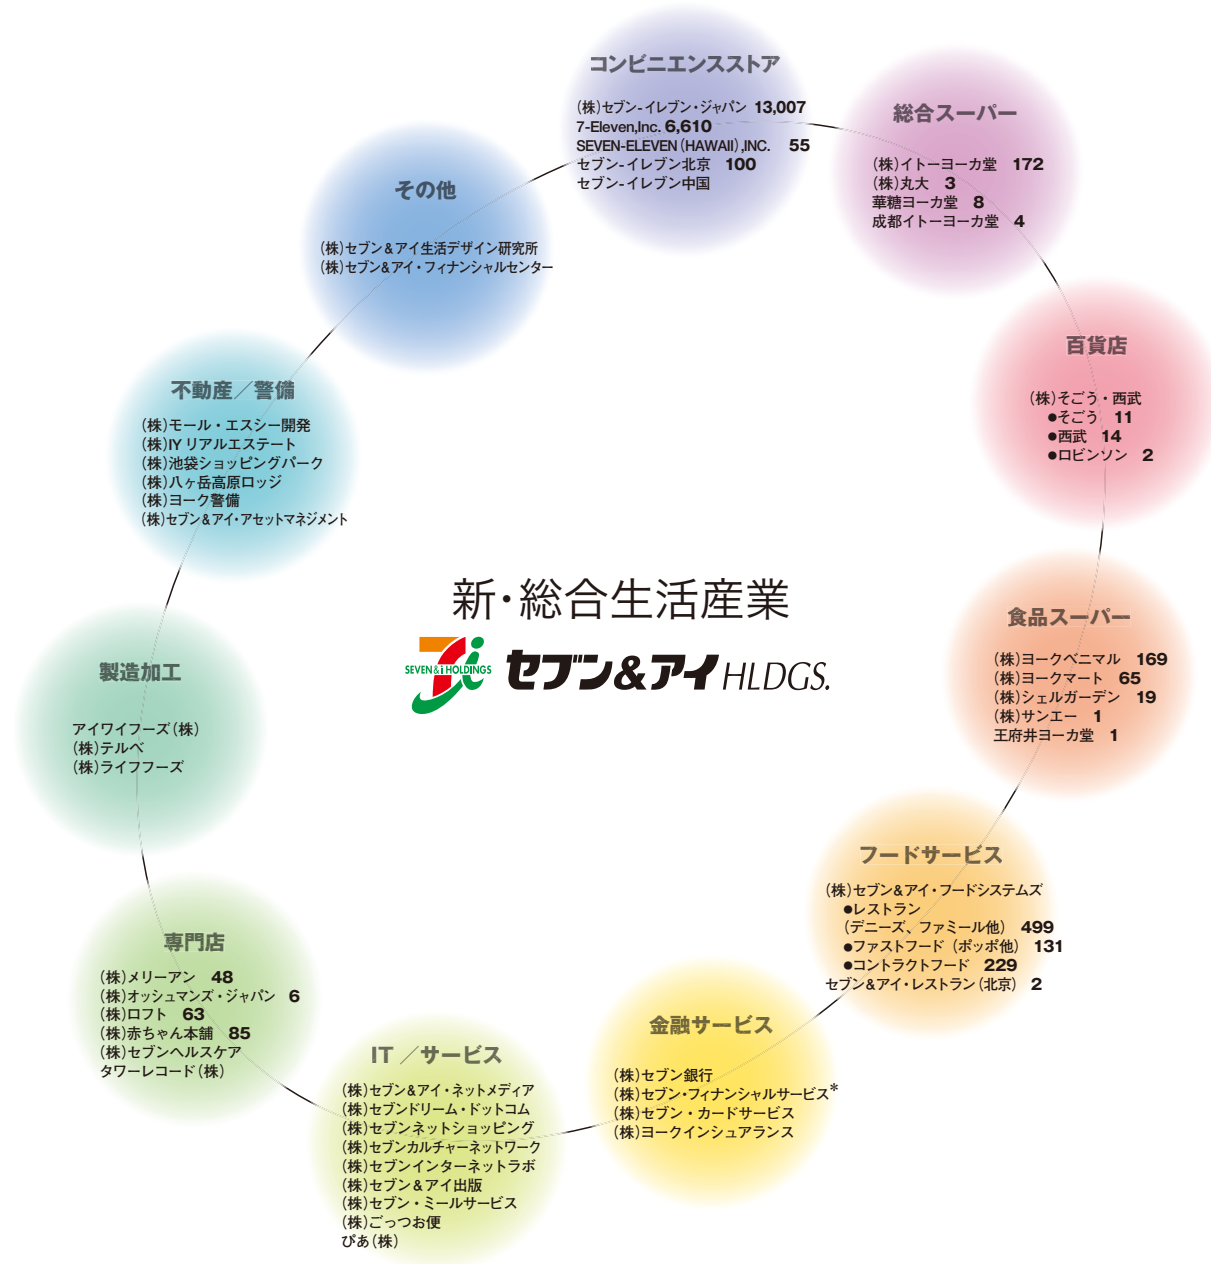 コンビニエンスストア
(株)セブン-イレブン・ジャパン 13,007
7-Eleven,Inc. 6,610
SEVEN-ELEVEN(HAWAII),INC. 55
セブン-イレブン北京 100
セブン-イレブン中国
総合スーパー
(株)イトーヨーカ堂 172
(株)丸大 3
華糖ヨーカ堂 8
成都イトーヨーカ堂 4
百貨店
(株)そごう・西武
●そごう 11
●西武 14
●ロビンソン 2
食品スーパー
(株)ヨークベニマル 169
(株)ヨークマート 65
(株)シェルガーデン 19
(株)サンエー 1
王府井ヨーカ堂 1
フードサービス
(株)セブン&アイ・フードシステムズ
●レストラン
(デニーズ、ファミール他) 499
●ファストフード(ポッポ他) 131
●コントラクトフード 229
セブン&アイ・レストラン(北京) 2
金融サービス
(株)セブン銀行
(株)セブン・フィナンシャルサービス*
(株)セブン・カードサービス
(株)ヨークインシュアランス
IT／サービス
(株)セブン&アイ・ネットメディア
(株)セブンドリーム・ドットコム
(株)セブンネットショッピング
(株)セブンカルチャーネットワーク
(株)セブンインターネットラボ
(株)セブン&アイ出版
(株)セブン・ミールサービス
(株)ごっつお便
ぴあ(株)
専門店
(株)メリーアン 48
(株)オッシュマンズ・ジャパン 6
(株)ロフト 63
(株)赤ちゃん本舗 85
(株)セブンヘルスケア
タワーレコード(株)
製造加工
アイワイフーズ(株)
(株)テルベ
(株)ライフフーズ
不動産／警備
(株)モール・エスシー開発
(株)IYリアルエステート
(株)池袋ショッピングパーク
(株)八ヶ岳高原ロッジ
(株)ヨーク警備
(株)セブン&アイ・アセットマネジメント
その他
(株)セブン&アイ生活デザイン研究所
(株)セブン&アイ・フィナンシャルセンター
新・総合生活産業
SEVEN & i HOLDINGS
セブン&アイ HLDGS.